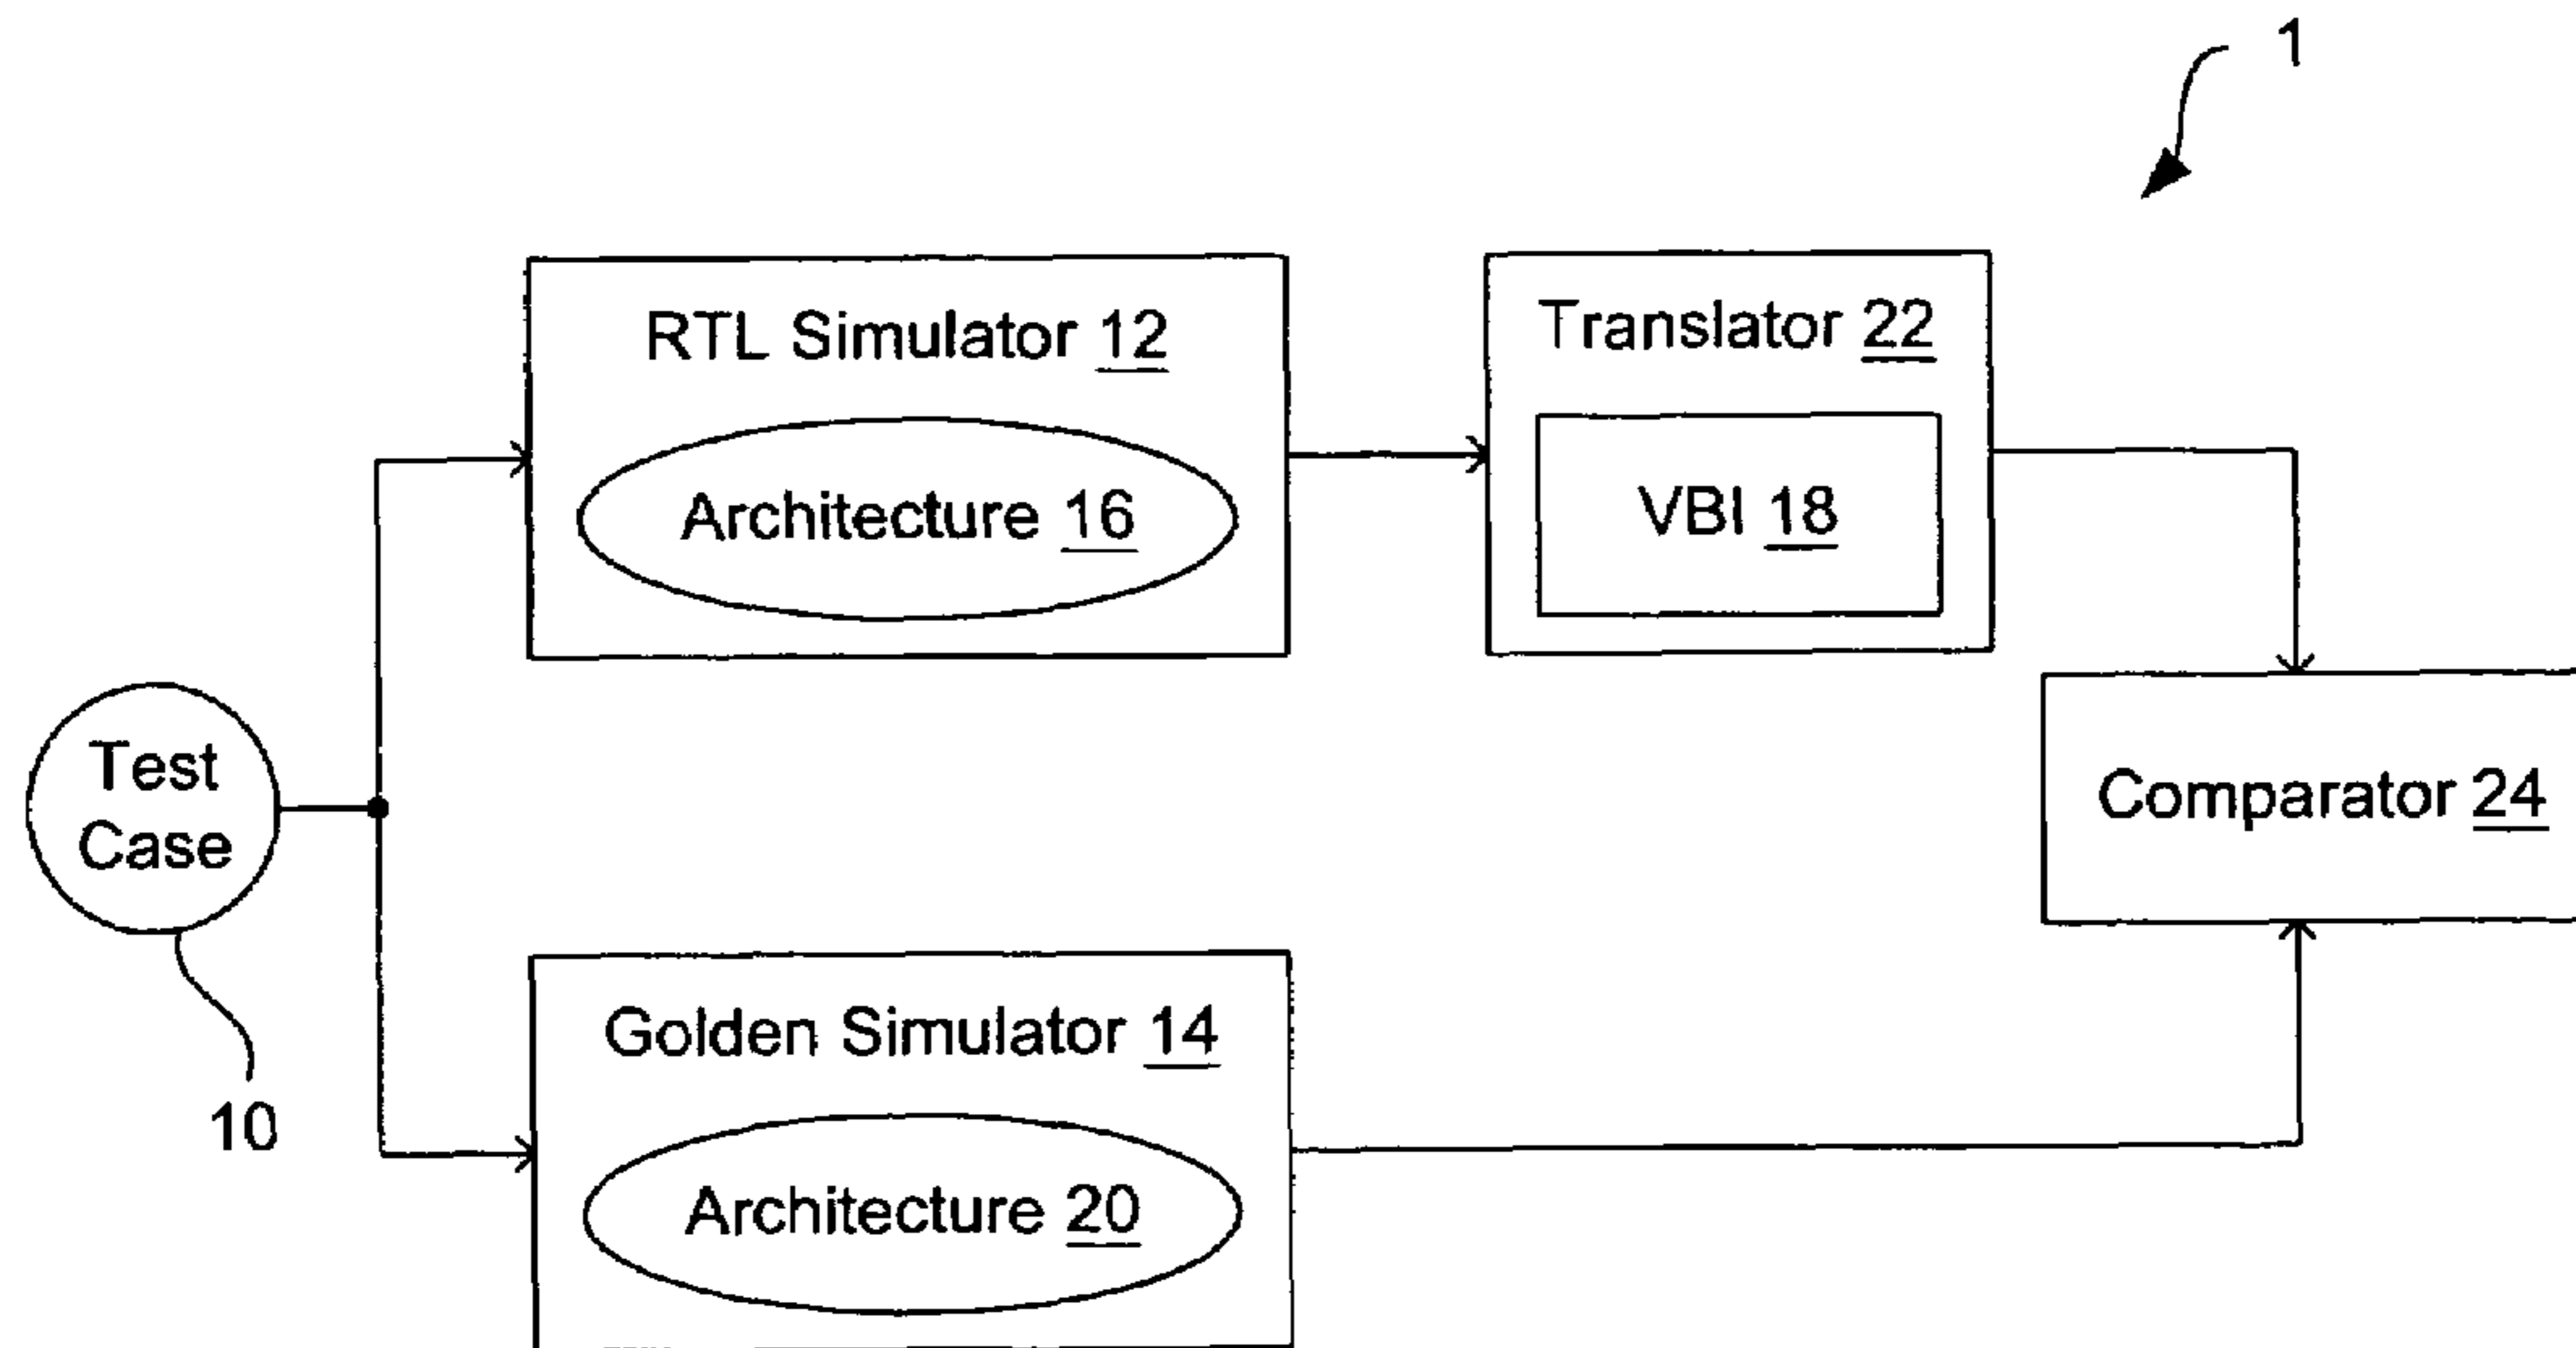 1
RTL Simulator 12
Architecture 16
Translator 22
VBI 18
Test
Case
10
Comparator 24
Golden Simulator 14
Architecture 20